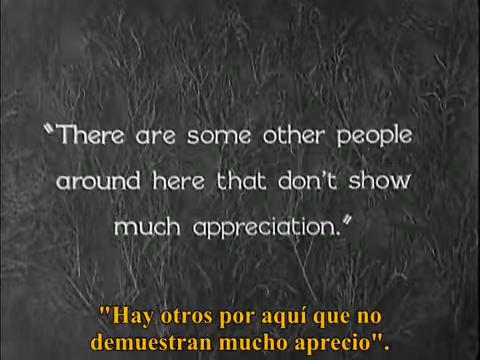 "There are some other people
around here that don't show
much appreciation."
"Hay otros por aquí que no
demuestran mucho aprecio".